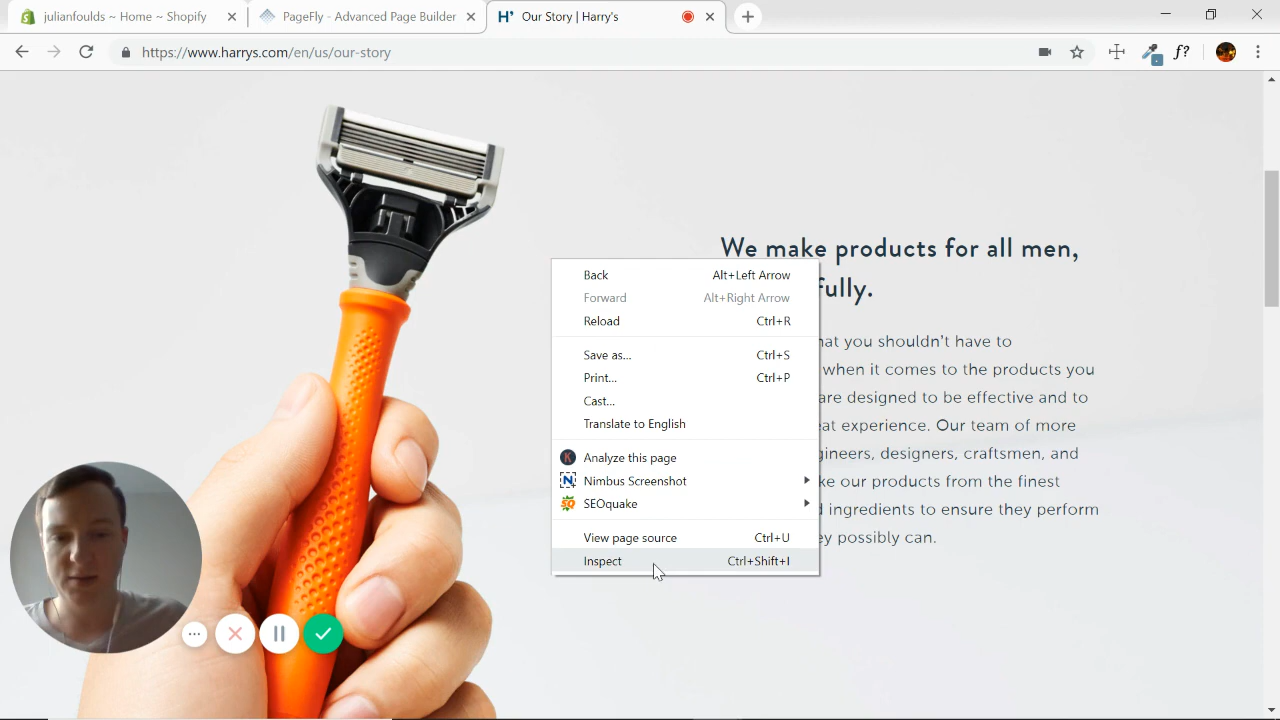 julianfoulds ~ Home ~ Shopify
PageFly - Advanced Page Builder
H' Our Story | Harry's
https://www.harrys.com/en/us/our-story
f?
We make products for all men,
fully.
hat you shouldn't have to
when it comes to the products you
are designed to be effective and to
eat experience. Our team of more
gineers, designers, craftsmen, and
ke our products from the finest
d ingredients to ensure they perform
ey possibly can.
Back Alt+Left Arrow
Forward Alt+Right Arrow
Reload Ctrl+R
Save as... Ctrl+S
Print... Ctrl+P
Cast...
Translate to English
K Analyze this page
N Nimbus Screenshot
SQ SEOquake
View page source Ctrl+U
Inspect Ctrl+Shift+I